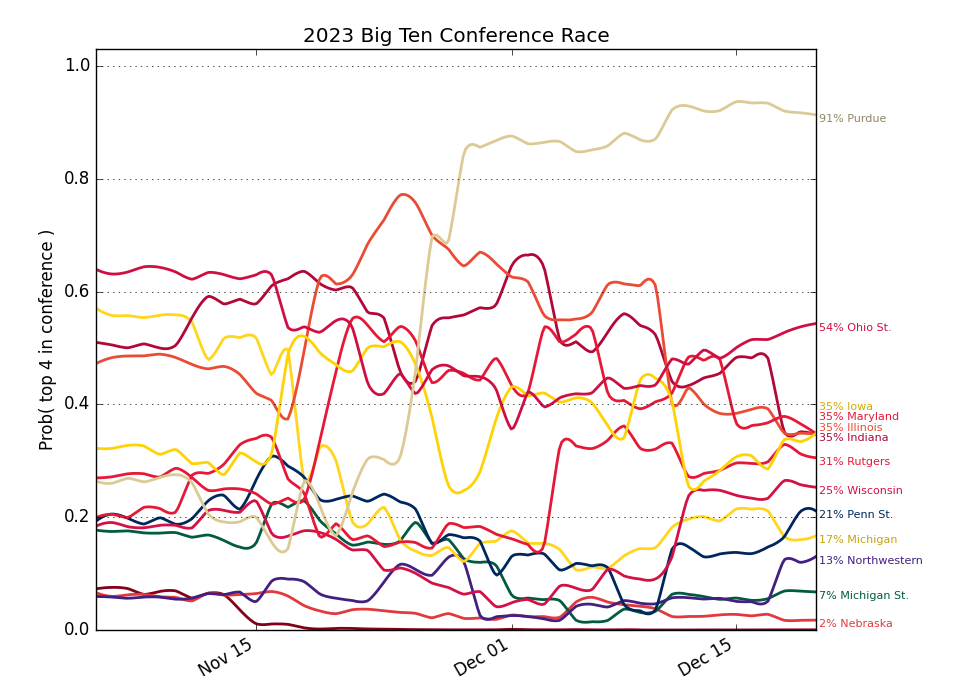 2023 Big Ten Conference Race
Prob( top 4 in conference )
1.0
0.8
0.6
0.4
0.2
0.0
Nov 15
Dec 01
Dec 15
91% Purdue
54% Ohio St.
35% Iowa
35% Maryland
35% Illinois
35% Indiana
31% Rutgers
25% Wisconsin
21% Penn St.
17% Michigan
13% Northwestern
7% Michigan St.
2% Nebraska